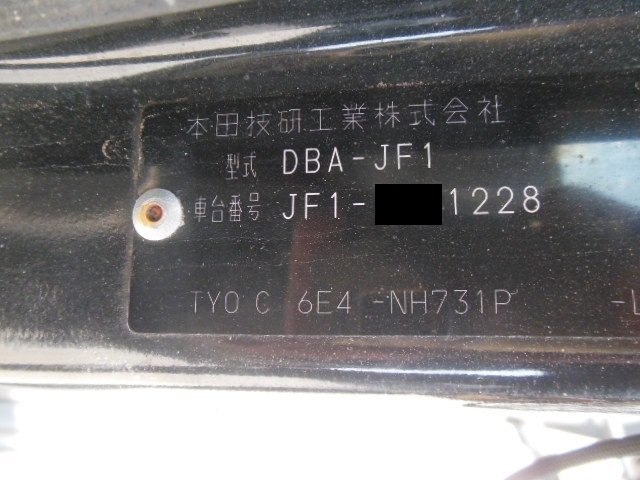 本田技研工業株式会社
型式 DBA-JF1
車台番号 JF1- 1228
TYO C 6E4 -NH731P -L